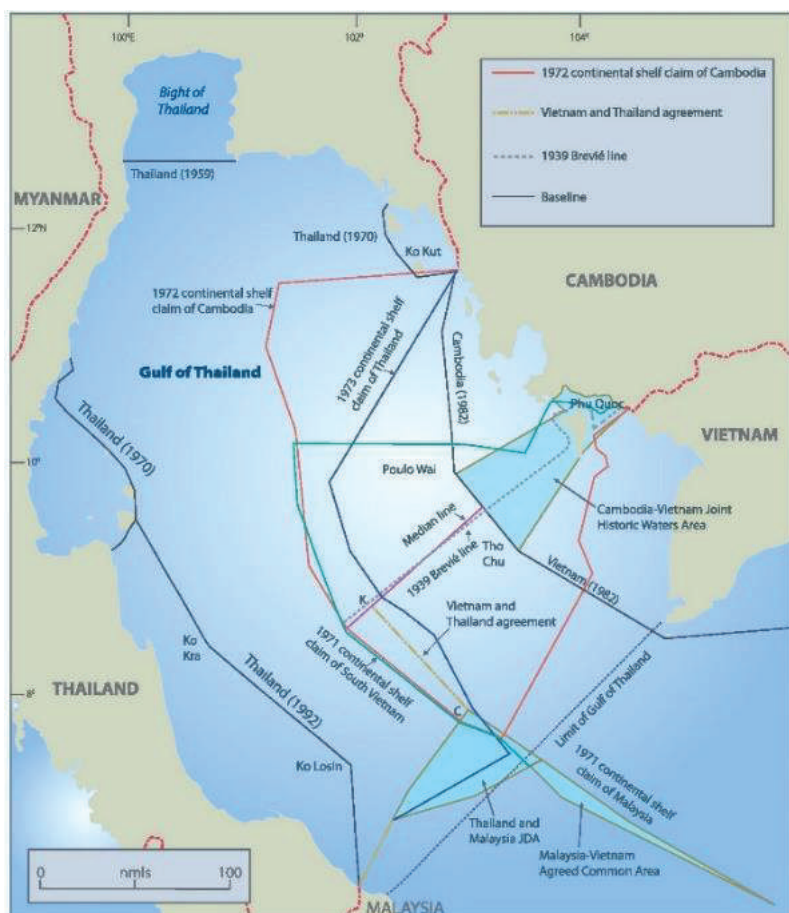 100°E
102°
104°
Bight of
Thailand
1972 continental shelf claim of Cambodia
Vietnam and Thailand agreement
1939 Brevié line
Baseline
Thailand (1959)
MYANMAR
12°N
Thailand (1970)
Ko Kut
CAMBODIA
1972 continental shelf
claim of Cambodia
1973 continental shelf
claim of Thailand
Cambodia (1982)
Gulf of Thailand
Thailand (1970)
Phu Quoc
VIETNAM
10°
Poulo Wai
Cambodia-Vietnam Joint
Historic Waters Area
Median line
1939 Brevié line
Tho
Chu
Vietnam (1982)
K
Vietnam and
Thailand agreement
1971 continental shelf
claim of South Vietnam
Ko
Kra
THAILAND
8°
Thailand (1992)
C
Limit of Gulf of Thailand
Ko Losin
1971 continental shelf
claim of Malaysia
Thailand and
Malaysia JDA
Malaysia-Vietnam
Agreed Common Area
0
nmls
100
MALAYSIA